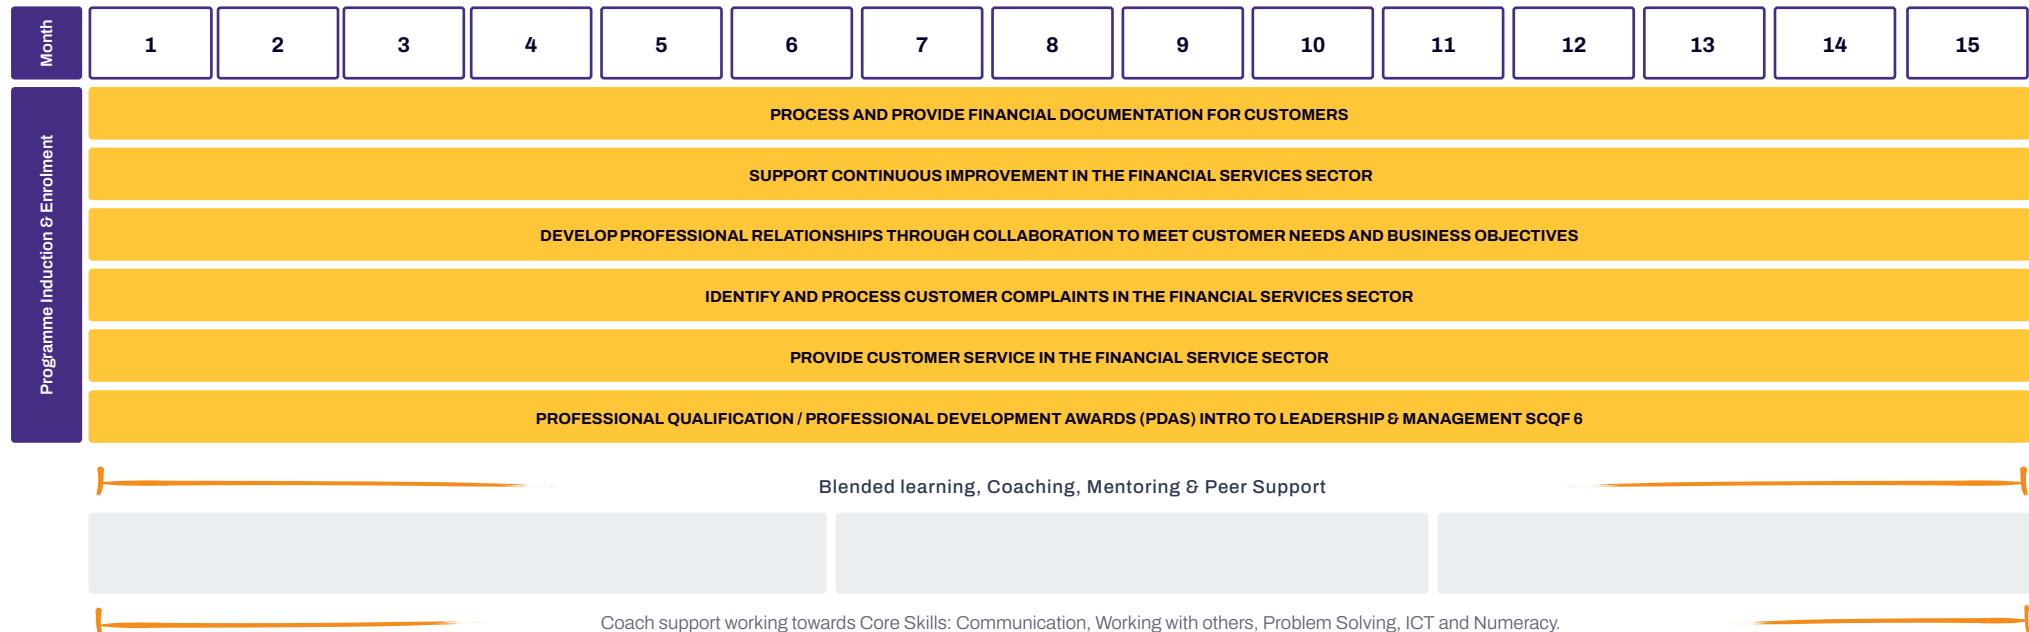 Month
1
2
3
4
5
6
7
8
9
10
11
12
13
14
15
Programme Induction & Enrolment
PROCESS AND PROVIDE FINANCIAL DOCUMENTATION FOR CUSTOMERS
SUPPORT CONTINUOUS IMPROVEMENT IN THE FINANCIAL SERVICES SECTOR
DEVELOP PROFESSIONAL RELATIONSHIPS THROUGH COLLABORATION TO MEET CUSTOMER NEEDS AND BUSINESS OBJECTIVES
IDENTIFY AND PROCESS CUSTOMER COMPLAINTS IN THE FINANCIAL SERVICES SECTOR
PROVIDE CUSTOMER SERVICE IN THE FINANCIAL SERVICE SECTOR
PROFESSIONAL QUALIFICATION / PROFESSIONAL DEVELOPMENT AWARDS (PDAS) INTRO TO LEADERSHIP & MANAGEMENT SCQF 6
Blended learning, Coaching, Mentoring & Peer Support
Coach support working towards Core Skills: Communication, Working with others, Problem Solving, ICT and Numeracy.